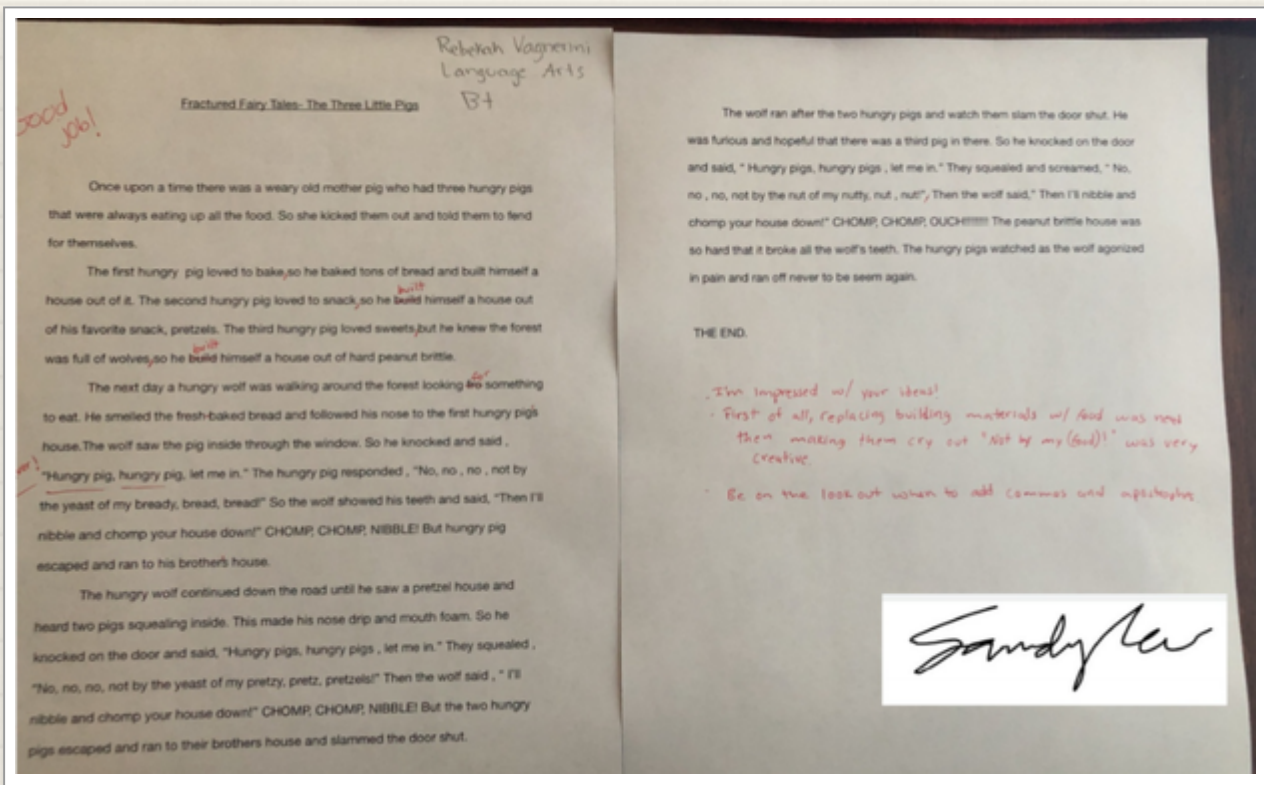 Rebekah Vagnerini
Language Arts
B+
Good
job!
Fractured Fairy Tales- The Three Little Pigs
Once upon a time there was a weary old mother pig who had three hungry pigs
that were always eating up all the food. So she kicked them out and told them to fend
for themselves.
The first hungry pig loved to bake, so he baked tons of bread and built himself a
house out of it. The second hungry pig loved to snack, so he build built himself a house out
of his favorite snack, pretzels. The third hungry pig loved sweets, but he knew the forest
was full of wolves, so he build built himself a house out of hard peanut brittle.
The next day a hungry wolf was walking around the forest looking for something
to eat. He smelled the fresh-baked bread and followed his nose to the first hungry pig's
house.The wolf saw the pig inside through the window. So he knocked and said ,
"Hungry pig, hungry pig, let me in." The hungry pig responded , "No, no , no , not by
the yeast of my bready, bread, bread!" So the wolf showed his teeth and said, "Then I'll
nibble and chomp your house down!" CHOMP, CHOMP, NIBBLE! But hungry pig
escaped and ran to his brother's house.
The hungry wolf continued down the road until he saw a pretzel house and
heard two pigs squealing inside. This made his nose drip and mouth foam. So he
knocked on the door and said, "Hungry pigs, hungry pigs , let me in." They squealed ,
"No, no, no, not by the yeast of my pretzy, pretz, pretzels!" Then the wolf said , " I'll
nibble and chomp your house down!" CHOMP, CHOMP, NIBBLE! But the two hungry
pigs escaped and ran to their brothers house and slammed the door shut.
The wolf ran after the two hungry pigs and watch them slam the door shut. He
was furious and hopeful that there was a third pig in there. So he knocked on the door
and said, " Hungry pigs, hungry pigs , let me in." They squealed and screamed, " No,
no , no, not by the nut of my nutty, nut , nut!", Then the wolf said," Then I'll nibble and
chomp your house down!" CHOMP, CHOMP, OUCH!!!!!!!! The peanut brittle house was
so hard that it broke all the wolf's teeth. The hungry pigs watched as the wolf agonized
in pain and ran off never to be seem again.
THE END.
. I'm impressed w/ your ideas!
· First of all, replacing building materials w/ food was neat
then making them cry out "Not by my (food)!" was very
creative.
· Be on the look out when to add commas and apostrophe
Sandy